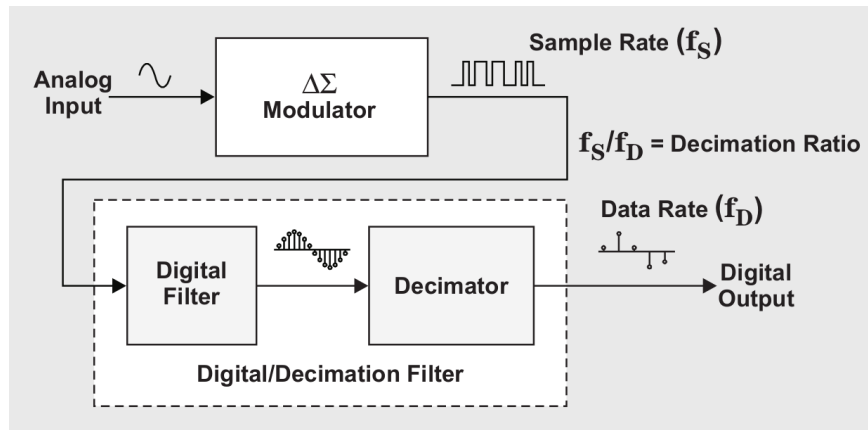 Sample Rate (fS)
Analog
Input
ΔΣ
Modulator
fS/fD = Decimation Ratio
Data Rate (fD)
Digital
Filter
Decimator
Digital
Output
Digital/Decimation Filter